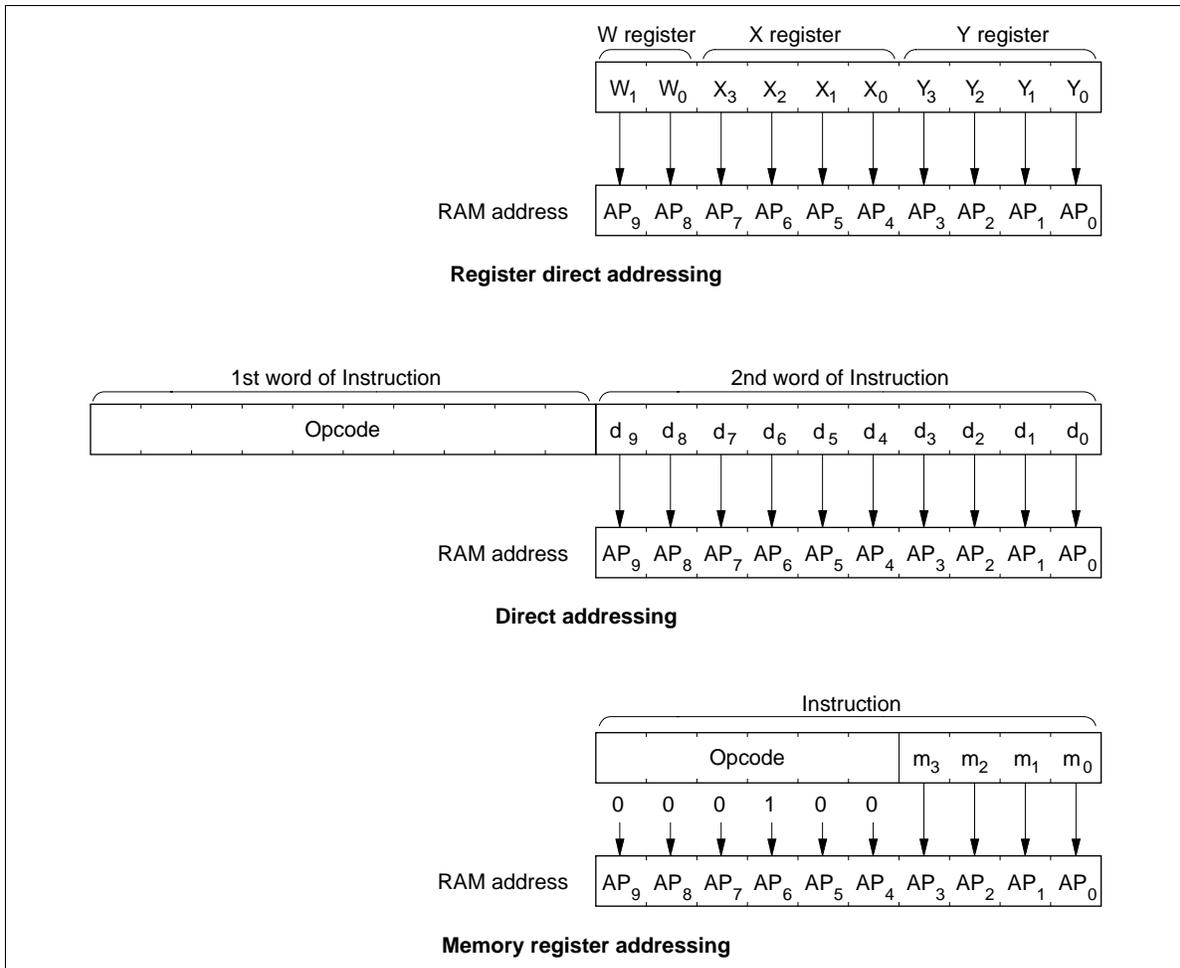 W register X register Y register
W1 W0 X3 X2 X1 X0 Y3 Y2 Y1 Y0
RAM address AP9 AP8 AP7 AP6 AP5 AP4 AP3 AP2 AP1 AP0
Register direct addressing
1st word of Instruction 2nd word of Instruction
Opcode d9 d8 d7 d6 d5 d4 d3 d2 d1 d0
RAM address AP9 AP8 AP7 AP6 AP5 AP4 AP3 AP2 AP1 AP0
Direct addressing
Instruction
Opcode m3 m2 m1 m0
0 0 0 1 0 0
RAM address AP9 AP8 AP7 AP6 AP5 AP4 AP3 AP2 AP1 AP0
Memory register addressing